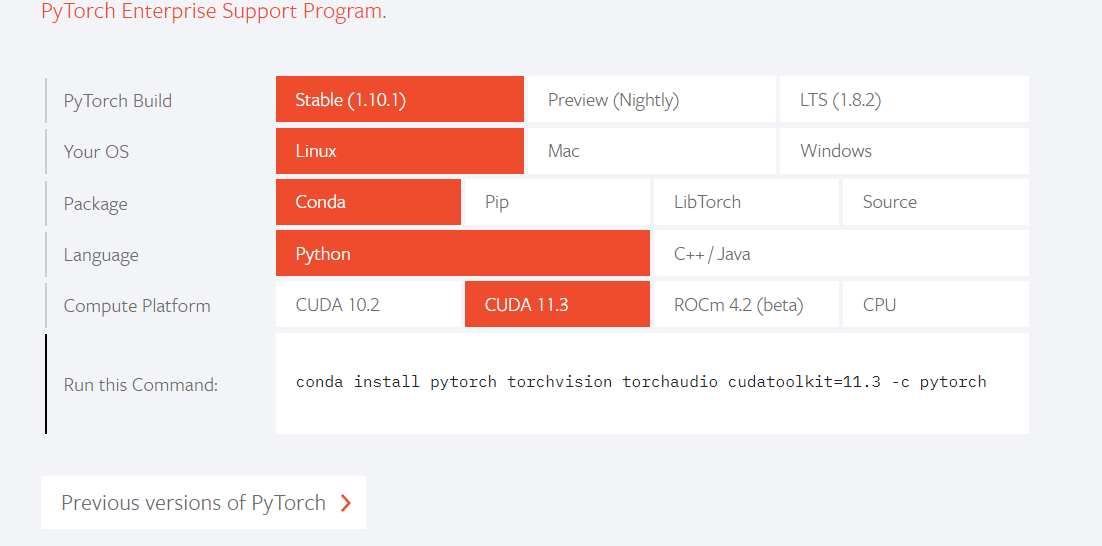 PyTorch Enterprise Support Program.
PyTorch Build Stable (1.10.1) Preview (Nightly) LTS (1.8.2)
Your OS Linux Mac Windows
Package Conda Pip LibTorch Source
Language Python C++ / Java
Compute Platform CUDA 10.2 CUDA 11.3 ROCm 4.2 (beta) CPU
Run this Command: conda install pytorch torchvision torchaudio cudatoolkit=11.3 -c pytorch
Previous versions of PyTorch